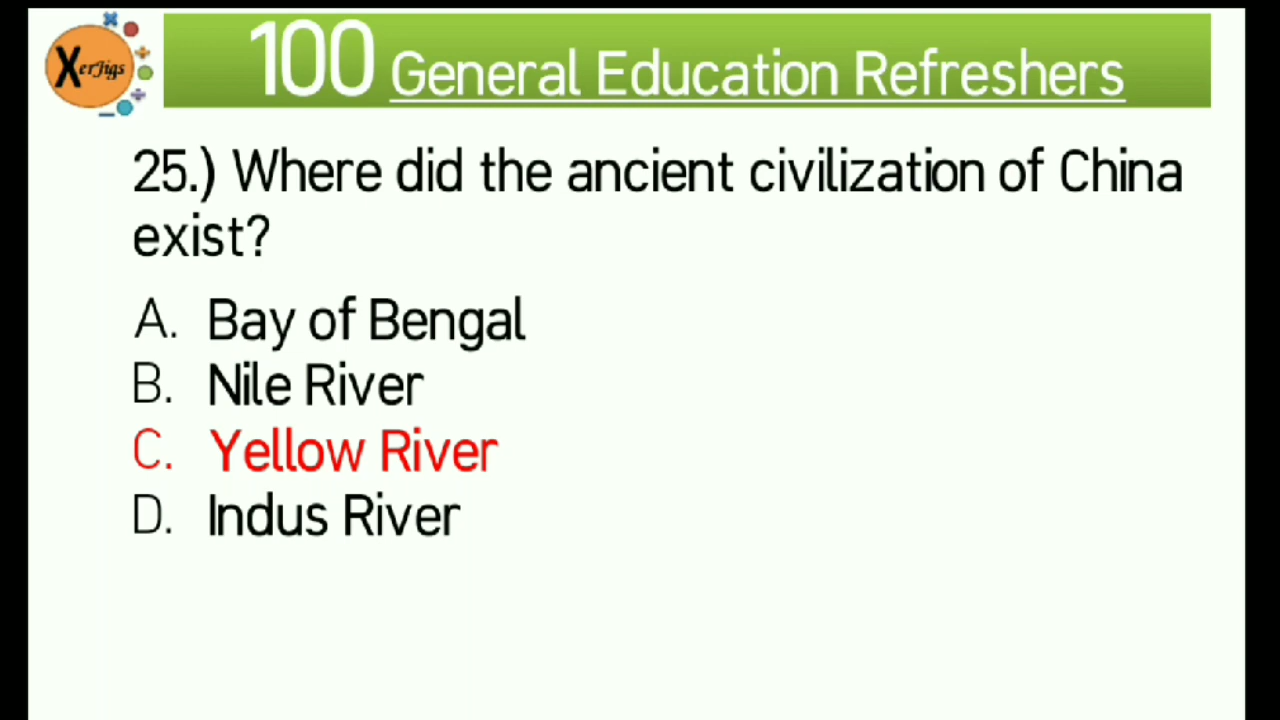 XerJigs
100 General Education Refreshers
25.) Where did the ancient civilization of China
exist?
A. Bay of Bengal
B. Nile River
C. Yellow River
D. Indus River